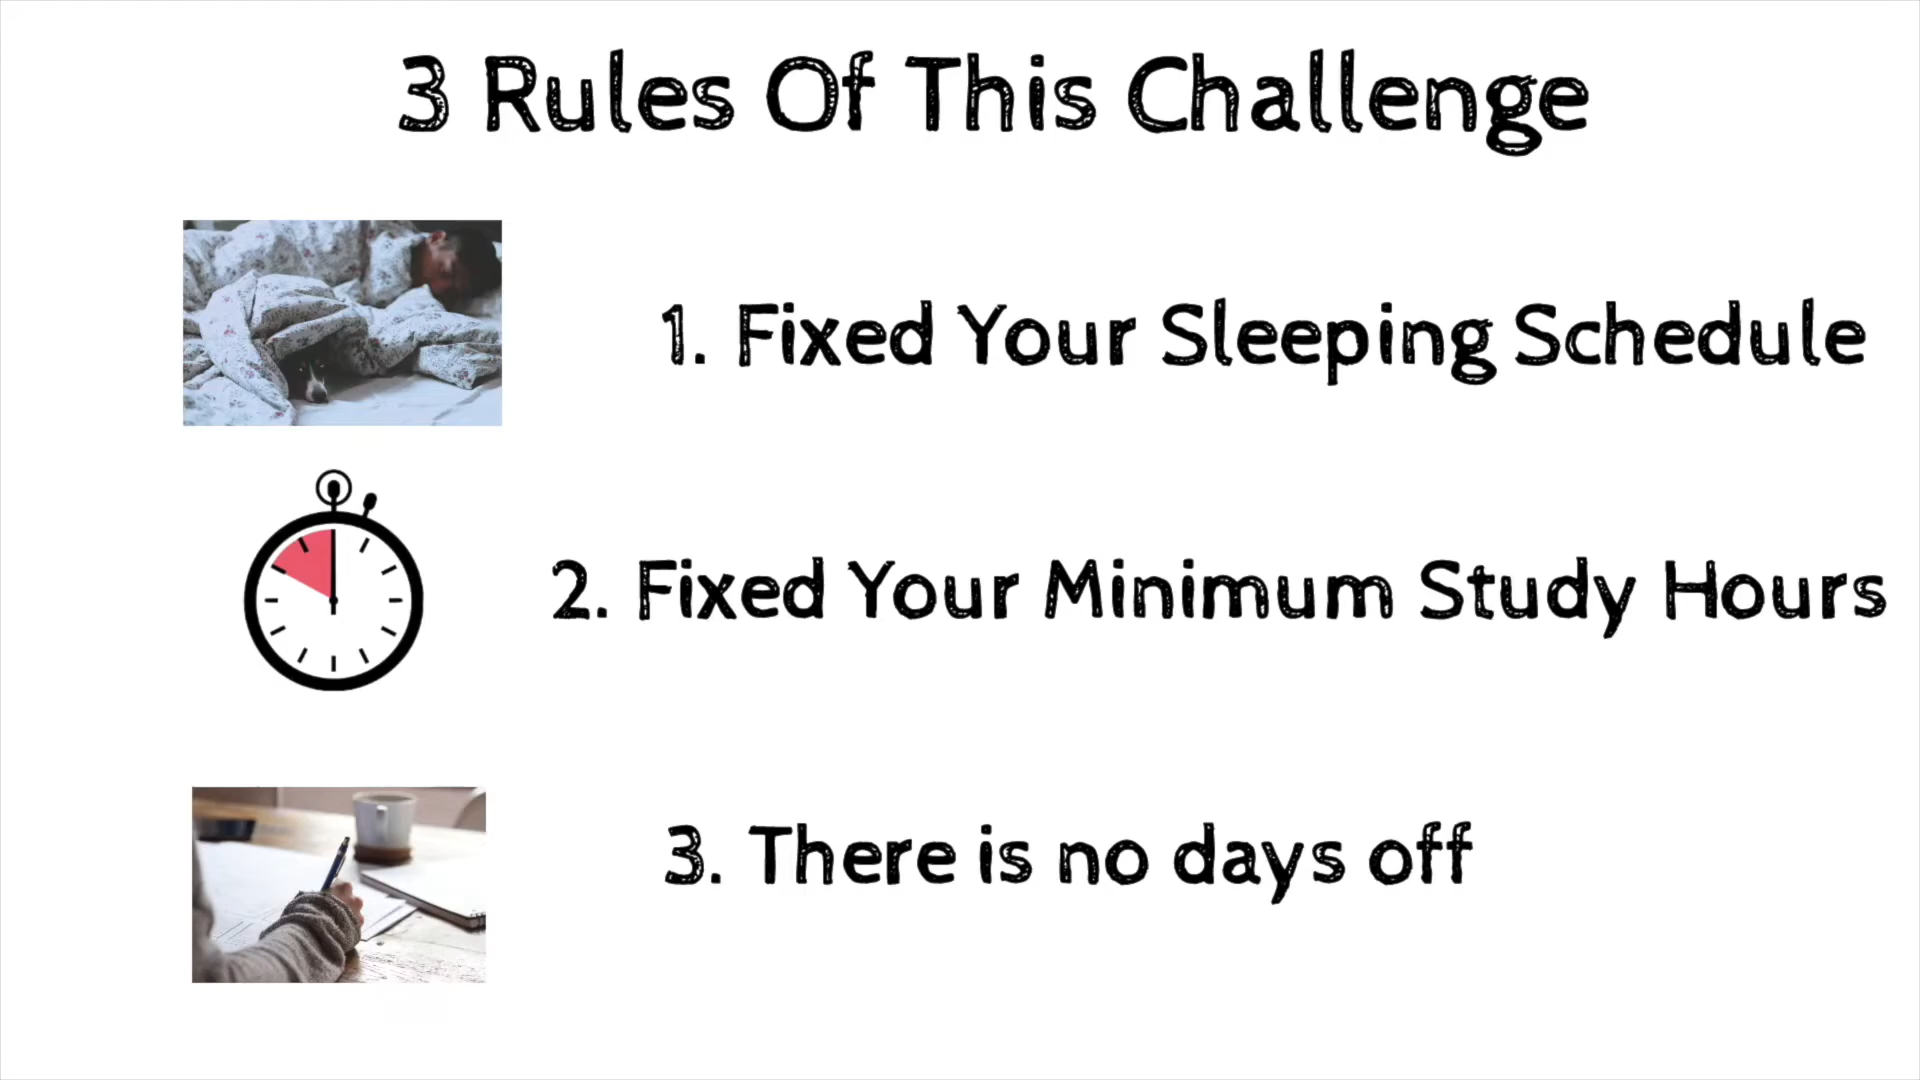 3 Rules Of This Challenge
1. Fixed Your Sleeping Schedule
2. Fixed Your Minimum Study Hours
3. There is no days off